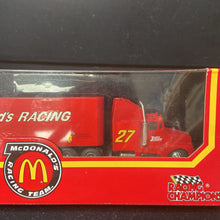 d's RACING
27
McDONALD'S
M
RACING TEAM
RACING
CHAMPIONS